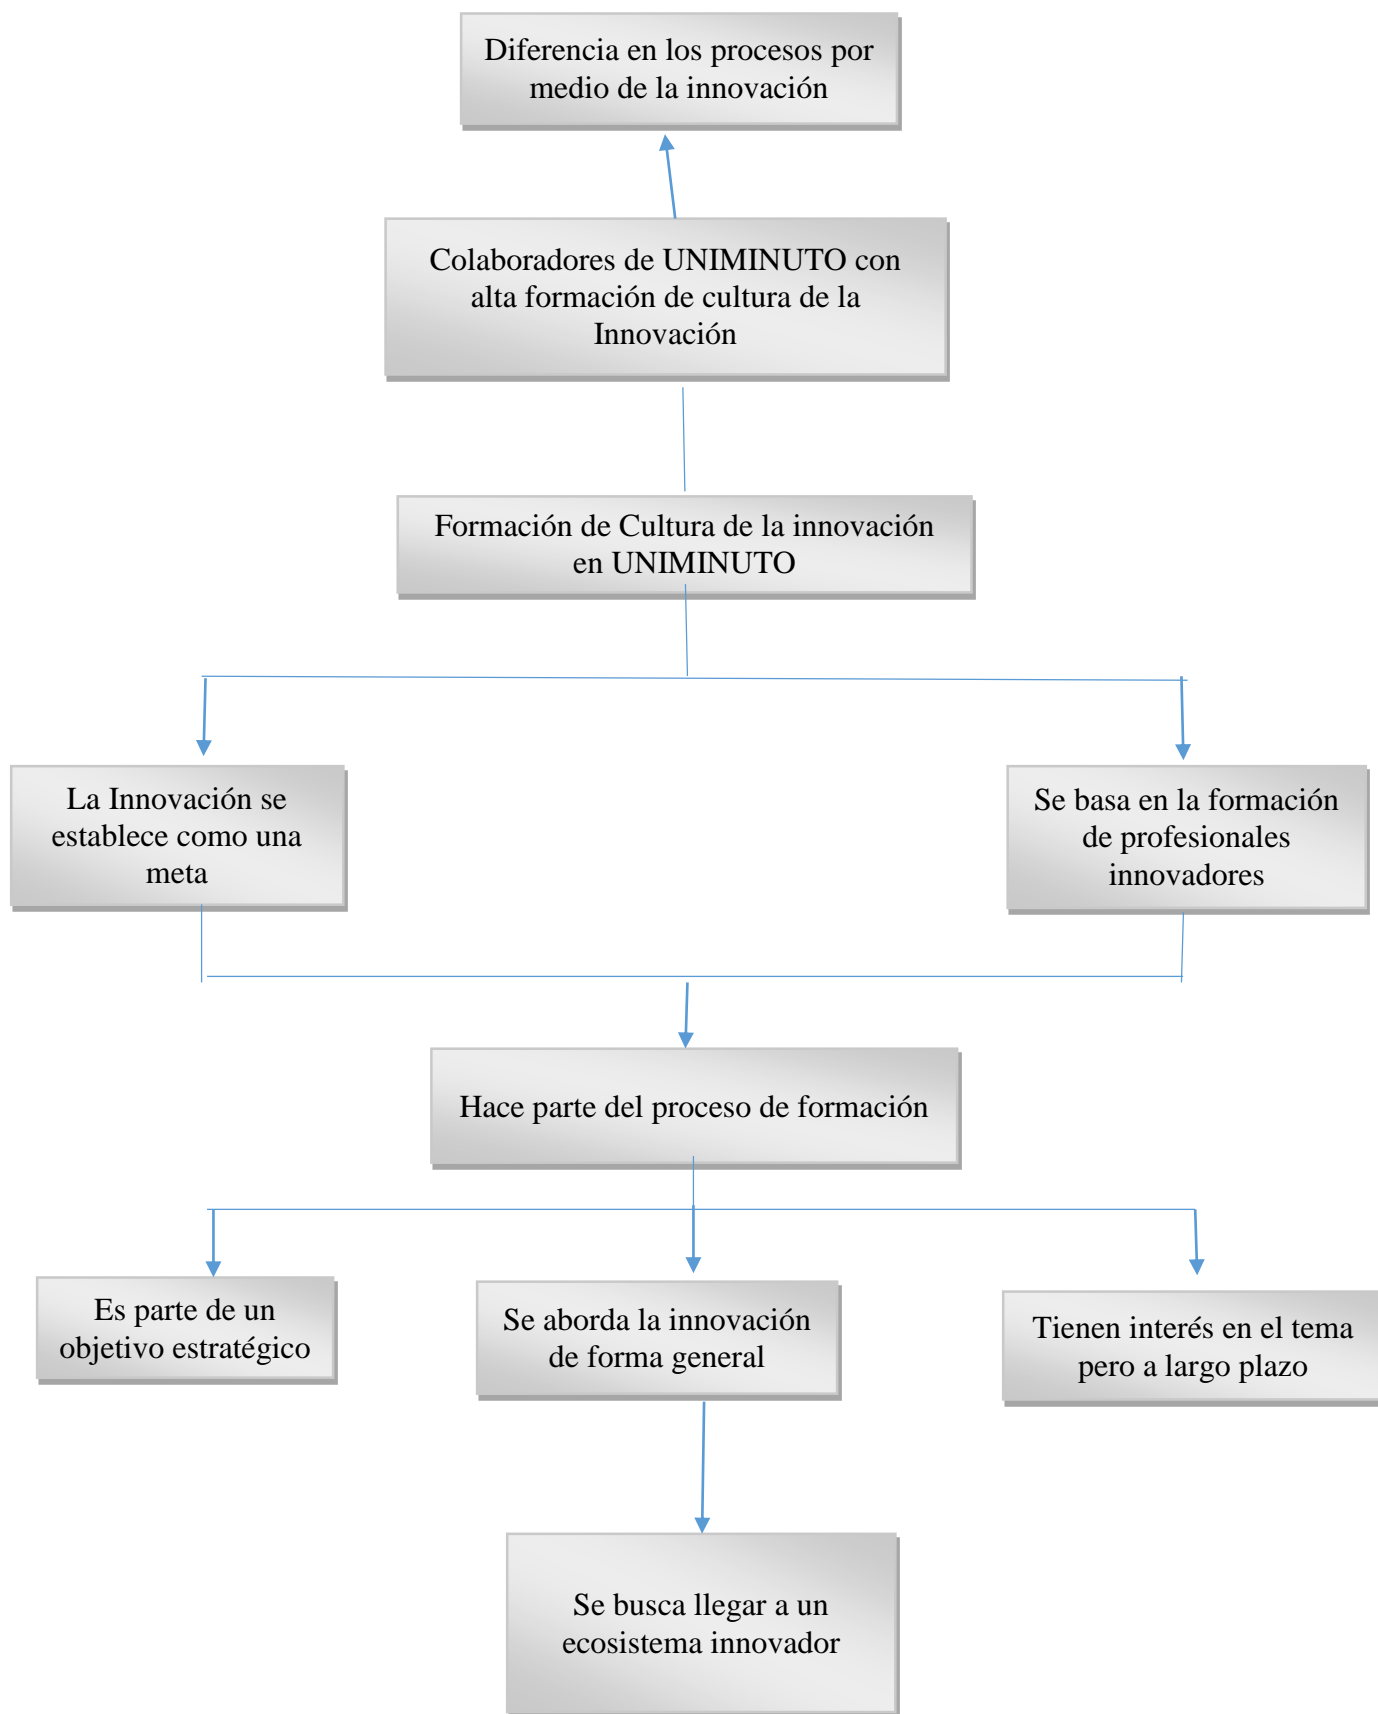 Diferencia en los procesos por
medio de la innovación
Colaboradores de UNIMINUTO con
alta formación de cultura de la
Innovación
Formación de Cultura de la innovación
en UNIMINUTO
La Innovación se
establece como una
meta
Se basa en la formación
de profesionales
innovadores
Hace parte del proceso de formación
Es parte de un
objetivo estratégico
Se aborda la innovación
de forma general
Tienen interés en el tema
pero a largo plazo
Se busca llegar a un
ecosistema innovador